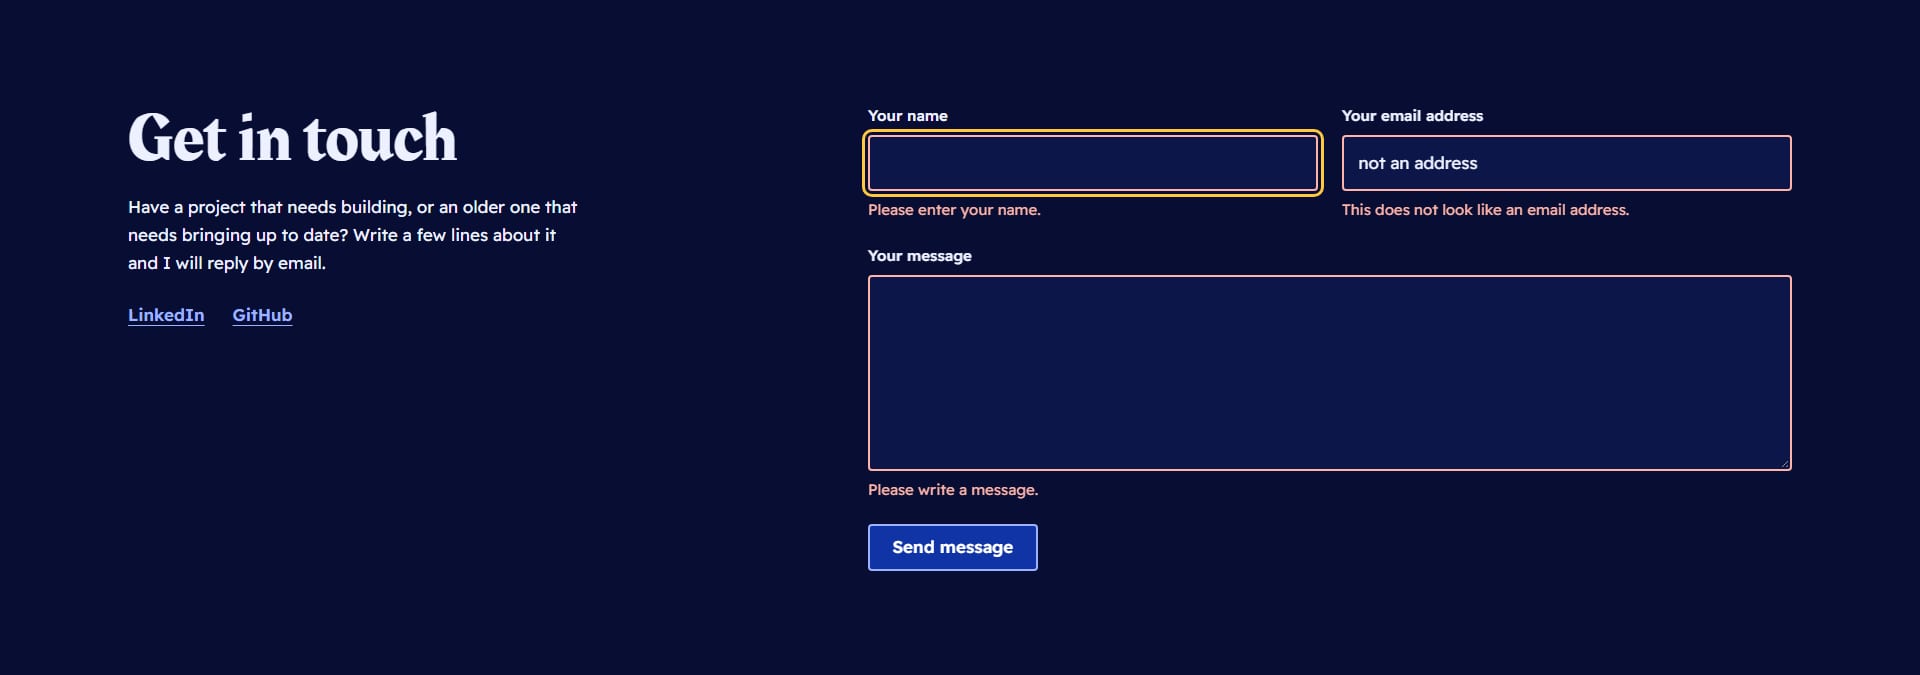 Get in touch
Have a project that needs building, or an older one that
needs bringing up to date? Write a few lines about it
and I will reply by email.
LinkedIn GitHub
Your name
Please enter your name.
Your email address
not an address
This does not look like an email address.
Your message
Please write a message.
Send message